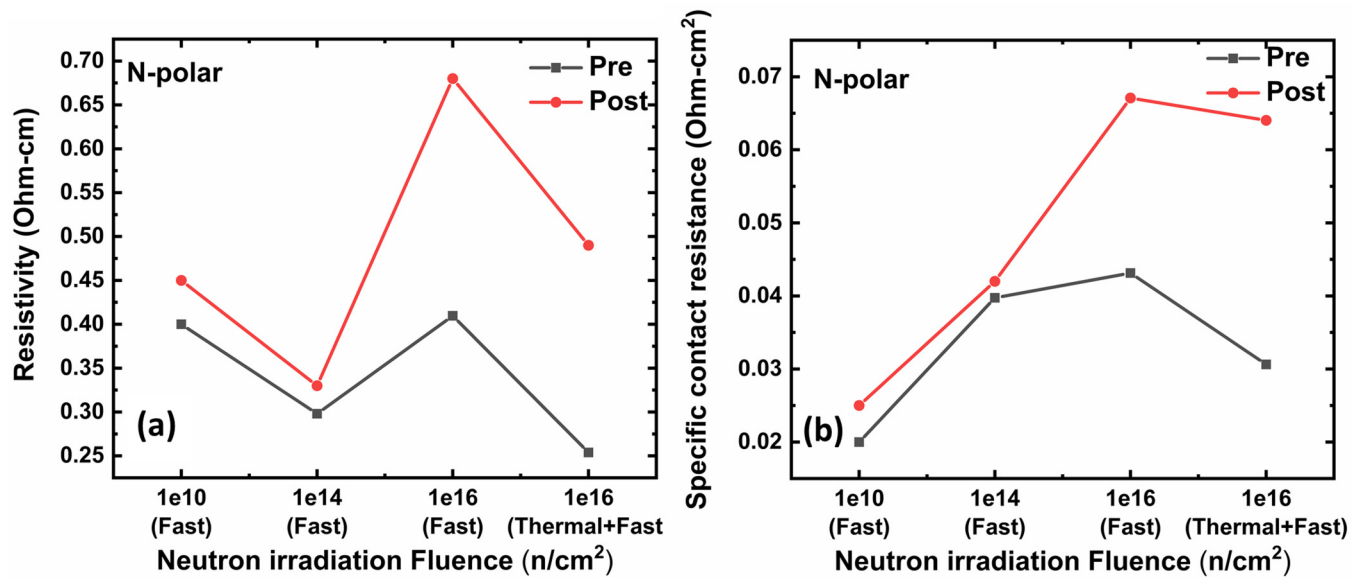 N-polar
Pre
Post
Resistivity (Ohm-cm)
0.70
0.65
0.60
0.55
0.50
0.45
0.40
0.35
0.30
0.25
(a)
1e10 1e14 1e16 1e16
(Fast) (Fast) (Fast) (Thermal+Fast
Neutron irradiation Fluence (n/cm²)
N-polar
Pre
Post
Specific contact resistance (Ohm-cm²)
0.07
0.06
0.05
0.04
0.03
0.02
(b)
1e10 1e14 1e16 1e16
(Fast) (Fast) (Fast) (Thermal+Fast)
Neutron irradiation Fluence (n/cm²)